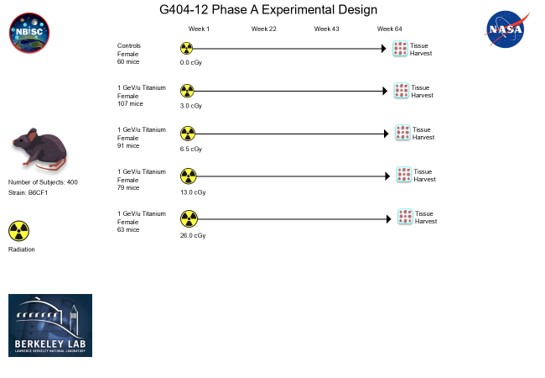 G404-12 Phase A Experimental Design
NBISC
NASA
Week 1 Week 22 Week 43 Week 64
Controls
Female
60 mice
0.0 cGy
Tissue
Harvest
1 GeV/u Titanium
Female
107 mice
3.0 cGy
Tissue
Harvest
1 GeV/u Titanium
Female
91 mice
6.5 cGy
Tissue
Harvest
1 GeV/u Titanium
Female
79 mice
13.0 cGy
Tissue
Harvest
1 GeV/u Titanium
Female
63 mice
26.0 cGy
Tissue
Harvest
Number of Subjects: 400
Strain: B6CF1
Radiation
BERKELEY LAB
LAWRENCE BERKELEY NATIONAL LABORATORY